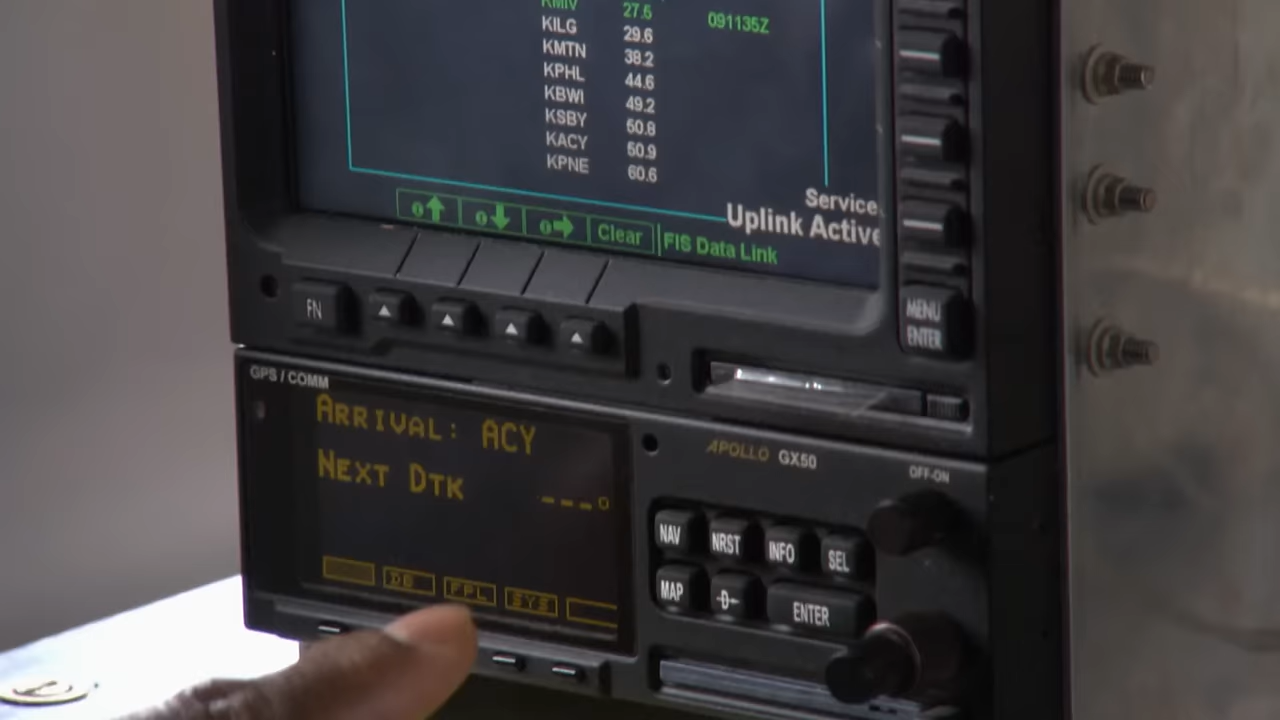 KMIV 27.5 091135Z
KILG 29.6
KMTN 38.2
KPHL 44.6
KBWI 49.2
KSBY 50.8
KACY 50.9
KPNE 60.6
Service
Uplink Active
Clear FIS Data Link
FN
MENU
ENTER
GPS / COMM
ARRIVAL: ACY
NEXT DTK ---°
DB FPL SYS
APOLLO GX50
OFF-ON
NAV NRST INFO SEL
MAP D ENTER